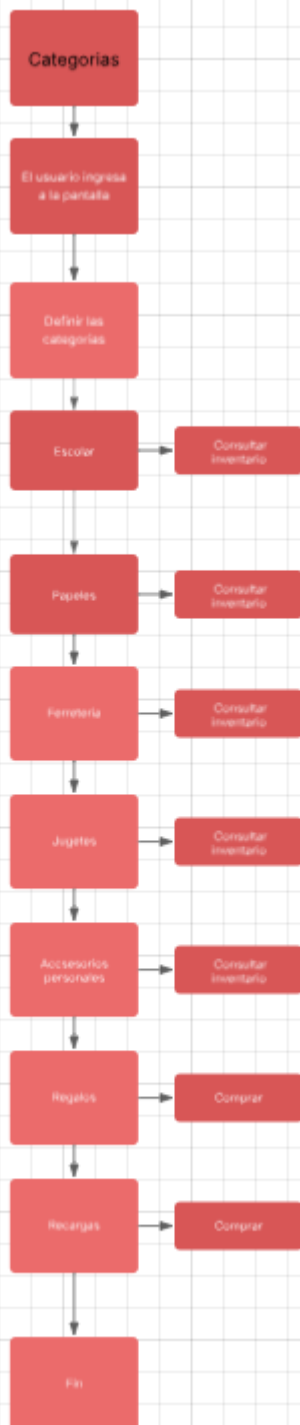 Categorias
El usuario ingresa
a la pantalla
Definir las
categorias
Escolar
Consultar
inventario
Papeles
Consultar
inventario
Ferreteria
Consultar
inventario
Jugetes
Consultar
inventario
Accsesorios
personales
Consultar
inventario
Regalos
Comprar
Recargas
Comprar
Fin